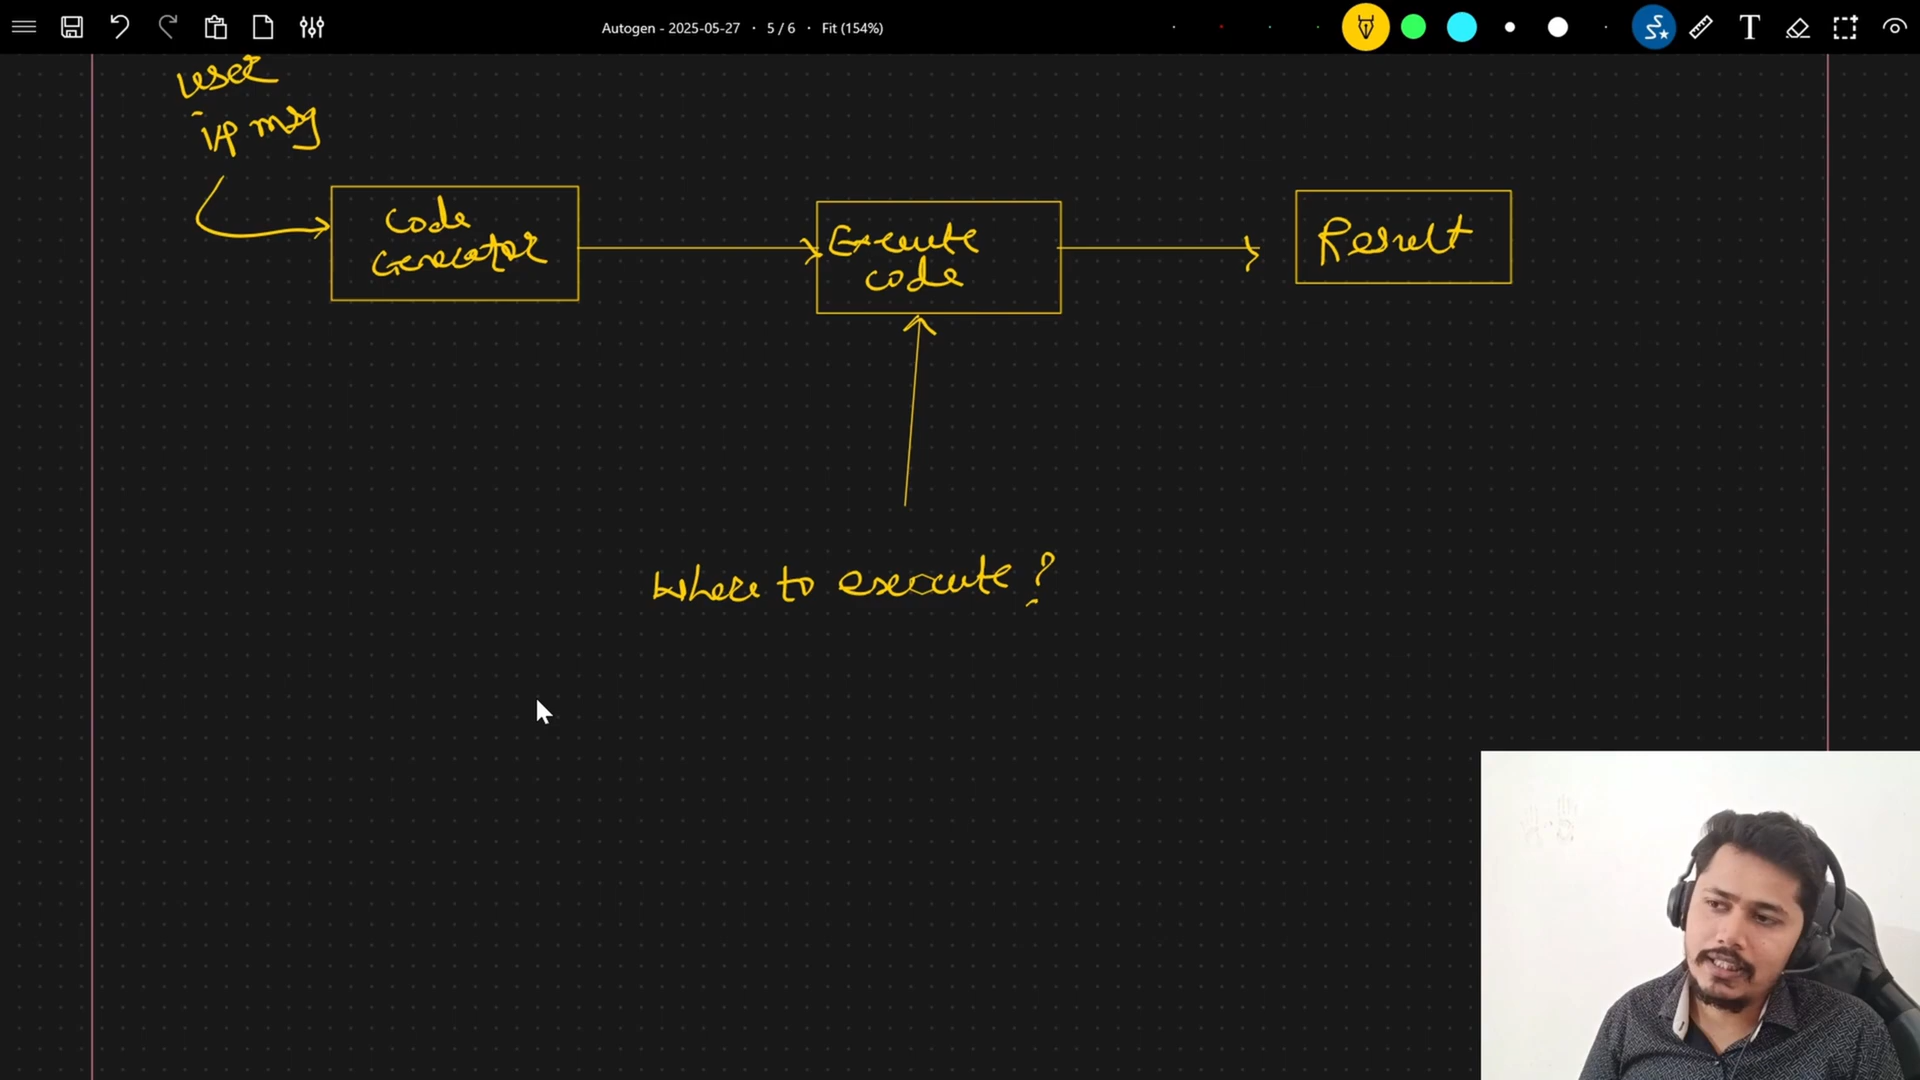 Autogen - 2025-05-27 · 5 / 6 · Fit (154%)
T
user
i/p msg
Code
Generator
Execute
code
Result
Where to execute ?